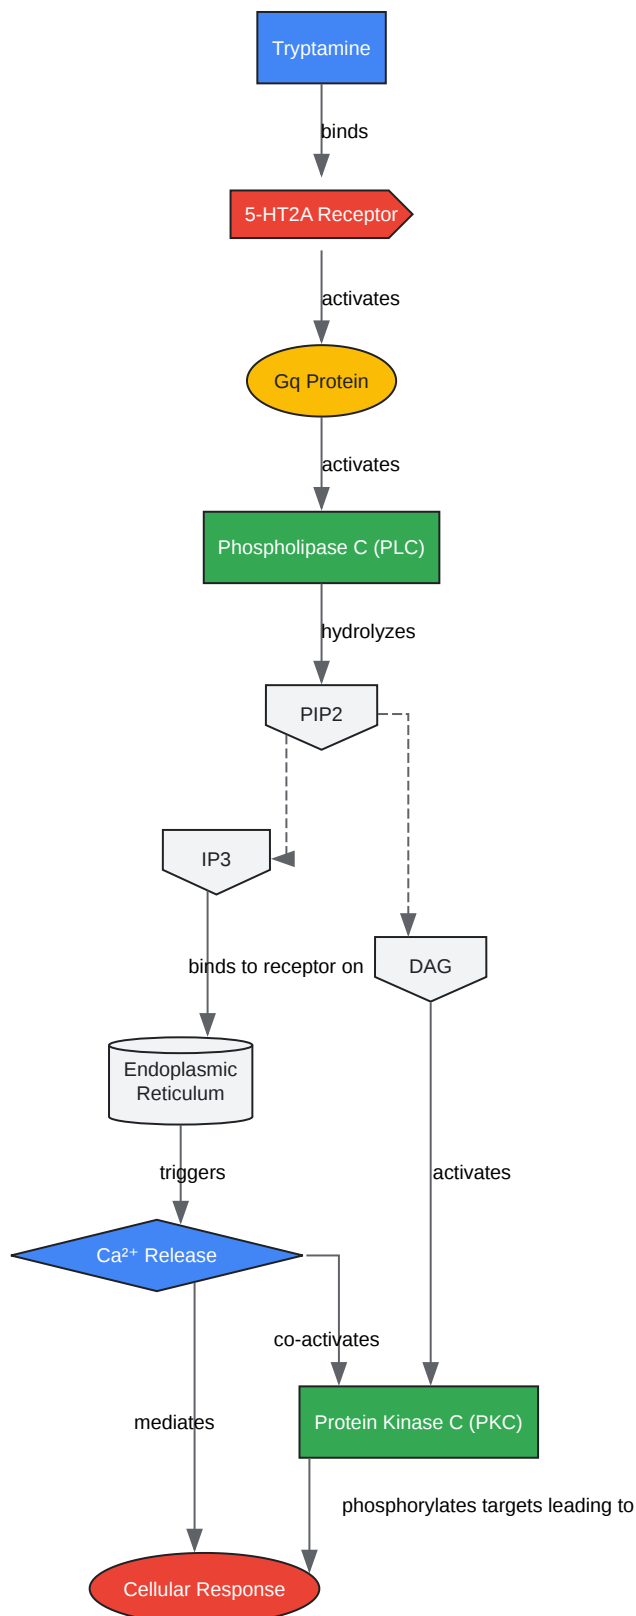 Tryptamine
binds
5-HT2A Receptor
activates
Gq Protein
activates
Phospholipase C (PLC)
hydrolyzes
PIP2
IP3
DAG
binds to receptor on
Endoplasmic
Reticulum
triggers
activates
Ca²⁺ Release
co-activates
mediates
Protein Kinase C (PKC)
phosphorylates targets leading to
Cellular Response